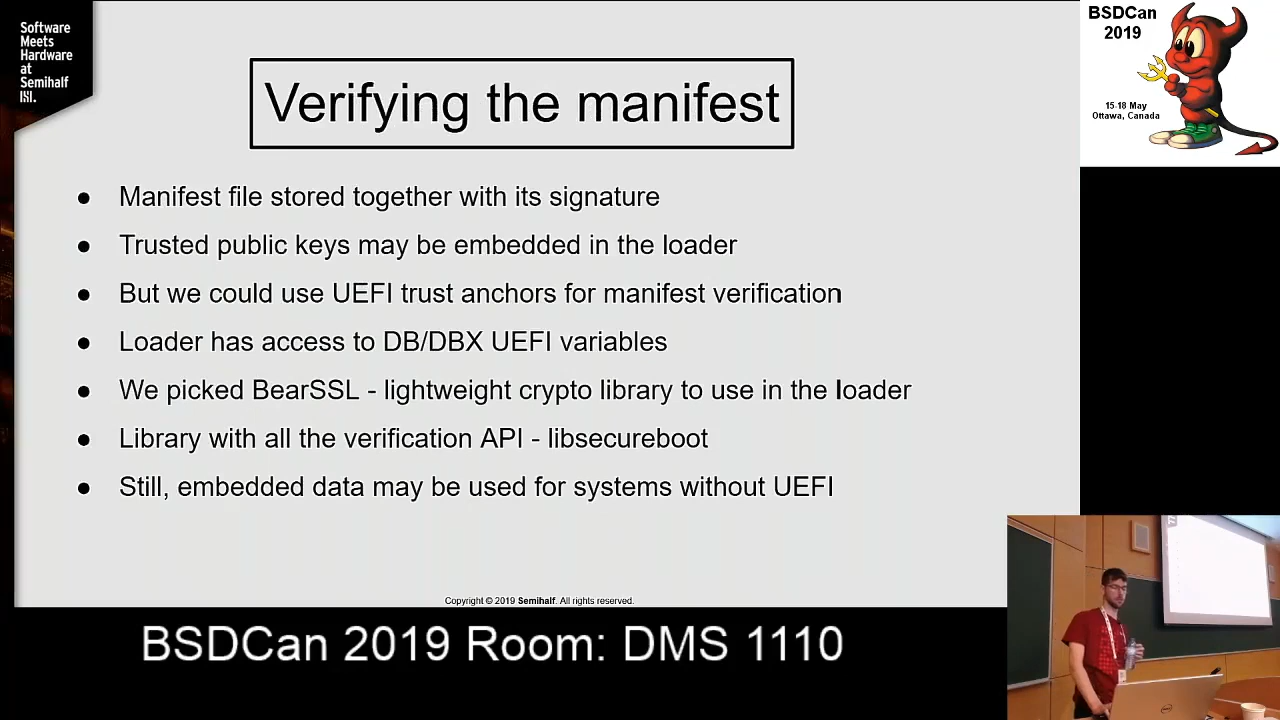 Software
Meets
Hardware
at
Semihalf
BSDCan
2019
15-18 May
Ottawa, Canada
Verifying the manifest
● Manifest file stored together with its signature
● Trusted public keys may be embedded in the loader
● But we could use UEFI trust anchors for manifest verification
● Loader has access to DB/DBX UEFI variables
● We picked BearSSL - lightweight crypto library to use in the loader
● Library with all the verification API - libsecureboot
● Still, embedded data may be used for systems without UEFI
Copyright © 2019 Semihalf. All rights reserved.
BSDCan 2019 Room: DMS 1110